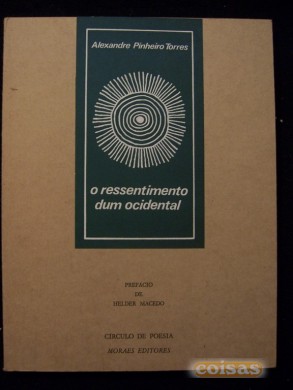 Alexandre Pinheiro Torres
o ressentimento
dum ocidental
PREFÁCIO
DE
HELDER MACEDO
CÍRCULO DE POESIA
MORAES EDITORES
coisas